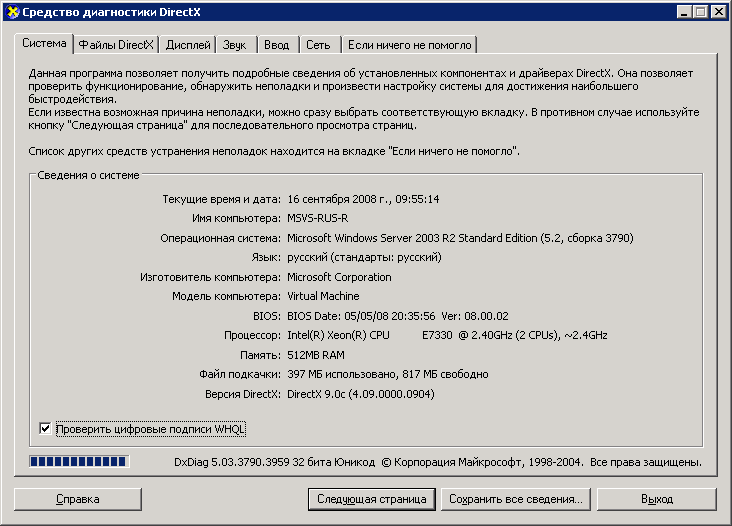 Средство диагностики DirectX
Система Файлы DirectX Дисплей Звук Ввод Сеть Если ничего не помогло
Данная программа позволяет получить подробные сведения об установленных компонентах и драйверах DirectX. Она позволяет
проверить функционирование, обнаружить неполадки и произвести настройку системы для достижения наибольшего
быстродействия.
Если известна возможная причина неполадки, можно сразу выбрать соответствующую вкладку. В противном случае используйте
кнопку "Следующая страница" для последовательного просмотра страниц.
Список других средств устранения неполадок находится на вкладке "Если ничего не помогло".
Сведения о системе
Текущие время и дата: 16 сентября 2008 г., 09:55:14
Имя компьютера: MSVS-RUS-R
Операционная система: Microsoft Windows Server 2003 R2 Standard Edition (5.2, сборка 3790)
Язык: русский (стандарты: русский)
Изготовитель компьютера: Microsoft Corporation
Модель компьютера: Virtual Machine
BIOS: BIOS Date: 05/05/08 20:35:56 Ver: 08.00.02
Процессор: Intel(R) Xeon(R) CPU E7330 @ 2.40GHz (2 CPUs), ~2.4GHz
Память: 512MB RAM
Файл подкачки: 397 МБ использовано, 817 МБ свободно
Версия DirectX: DirectX 9.0c (4.09.0000.0904)
Проверить цифровые подписи WHQL
DxDiag 5.03.3790.3959 32 бита Юникод © Корпорация Майкрософт, 1998-2004. Все права защищены.
Справка Следующая страница Сохранить все сведения... Выход